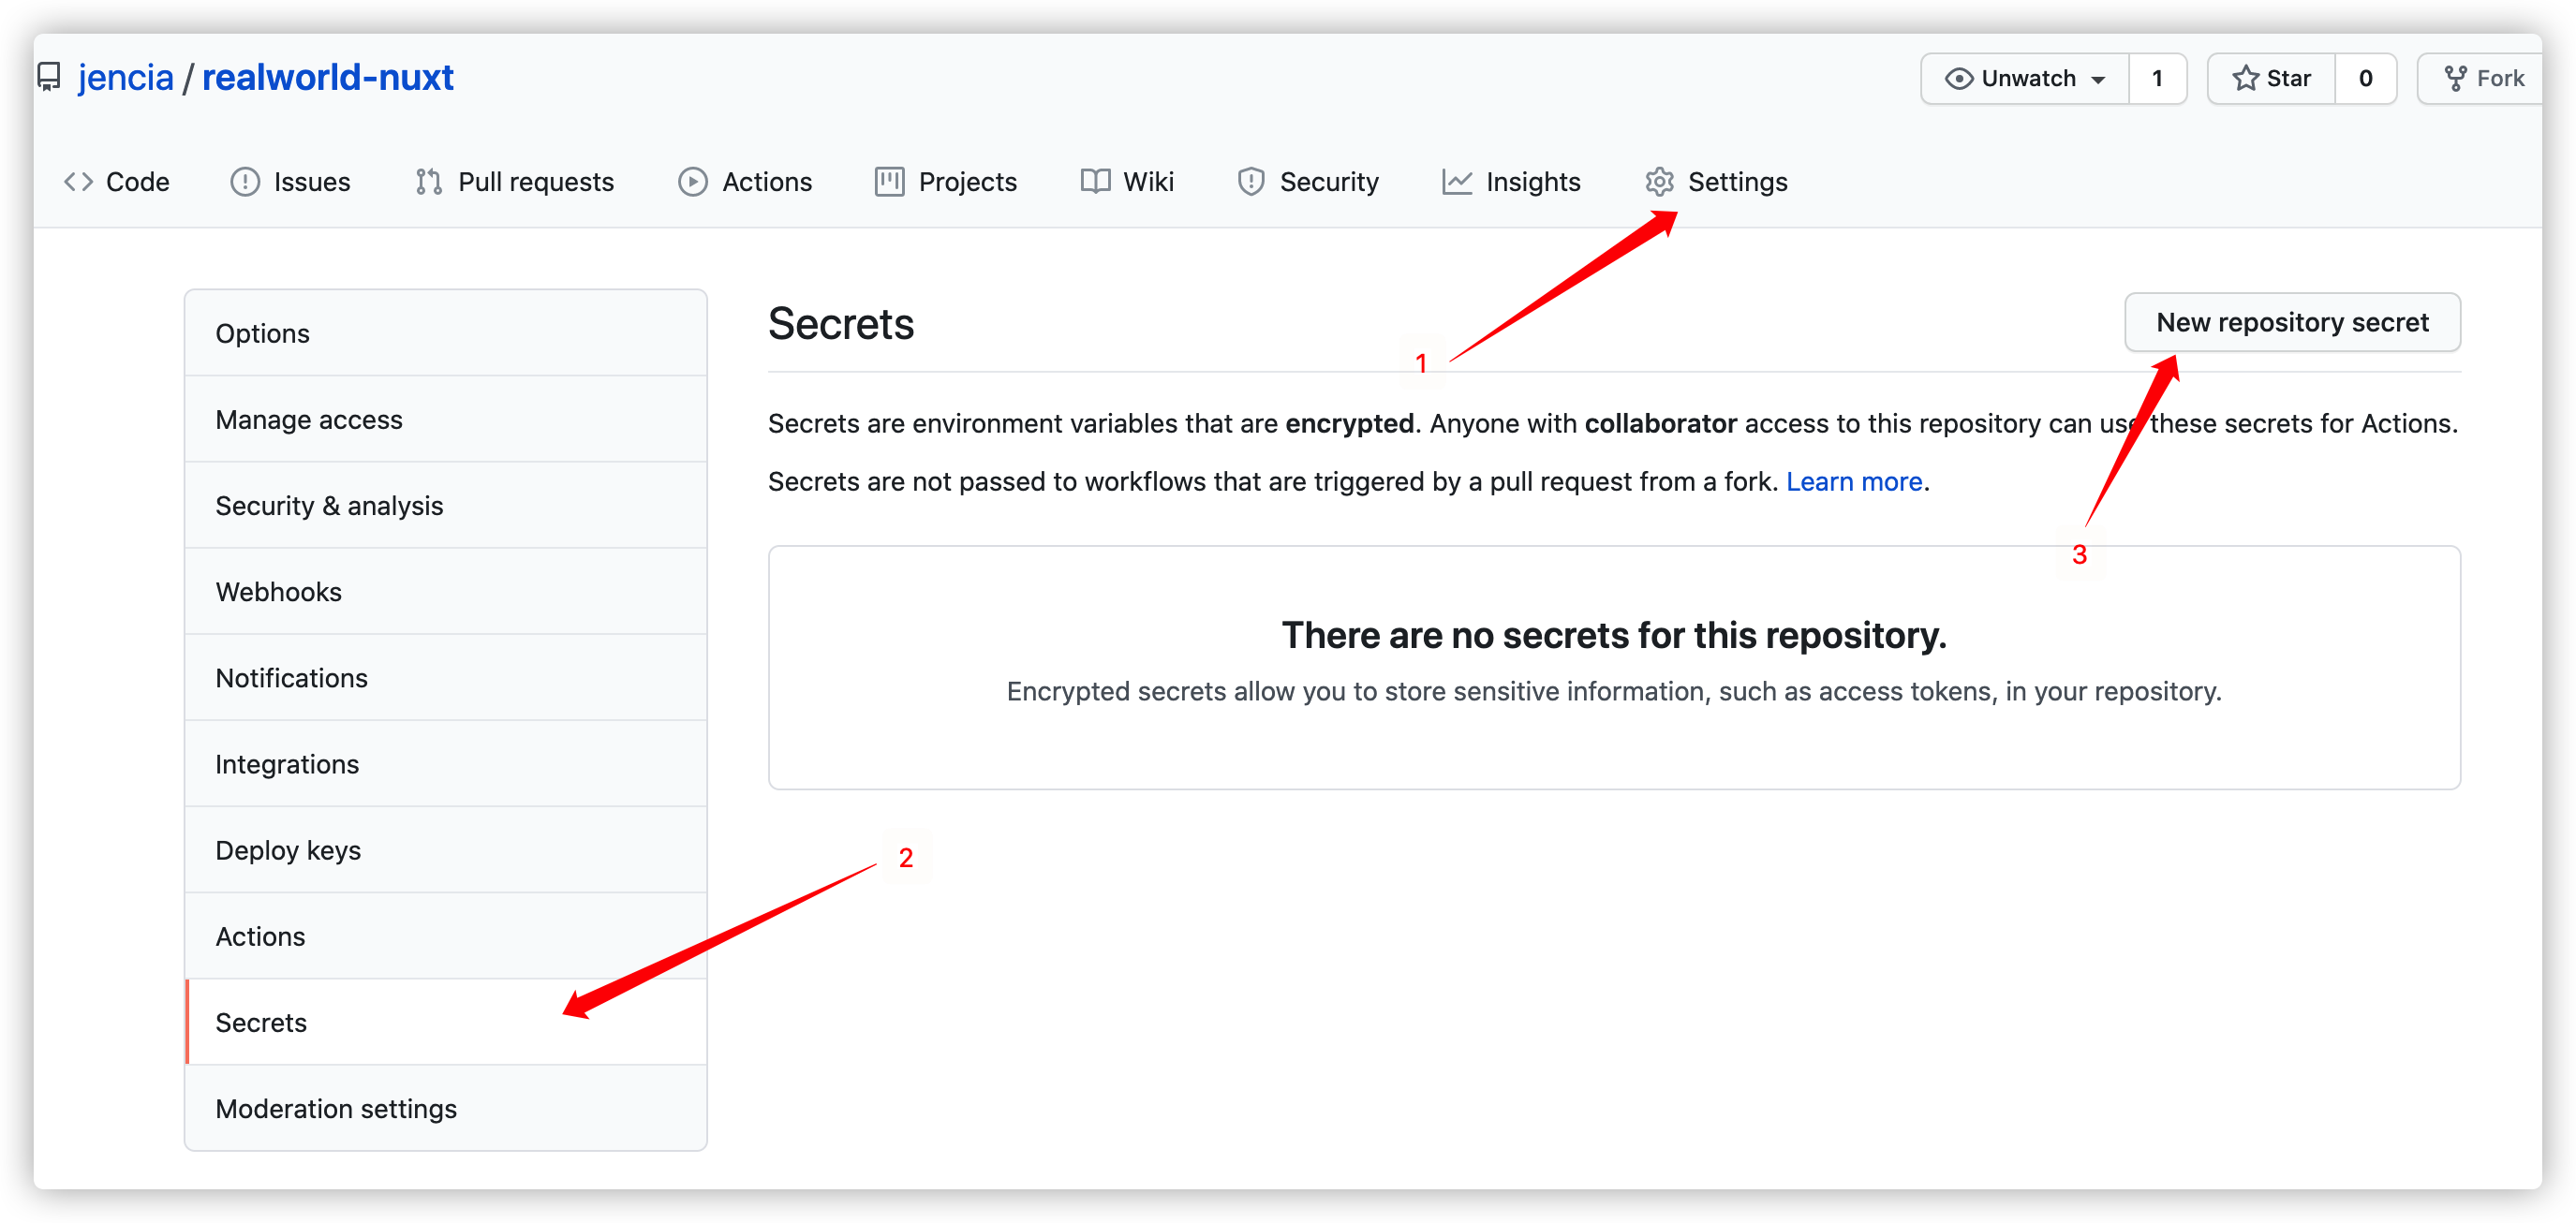 jencia / realworld-nuxt
Unwatch 1 Star 0 Fork
Code Issues Pull requests Actions Projects Wiki Security Insights Settings
Options
Manage access
Security & analysis
Webhooks
Notifications
Integrations
Deploy keys
Actions
Secrets
Moderation settings
Secrets
New repository secret
1
Secrets are environment variables that are encrypted. Anyone with collaborator access to this repository can use these secrets for Actions.
Secrets are not passed to workflows that are triggered by a pull request from a fork. Learn more.
3
There are no secrets for this repository.
Encrypted secrets allow you to store sensitive information, such as access tokens, in your repository.
2